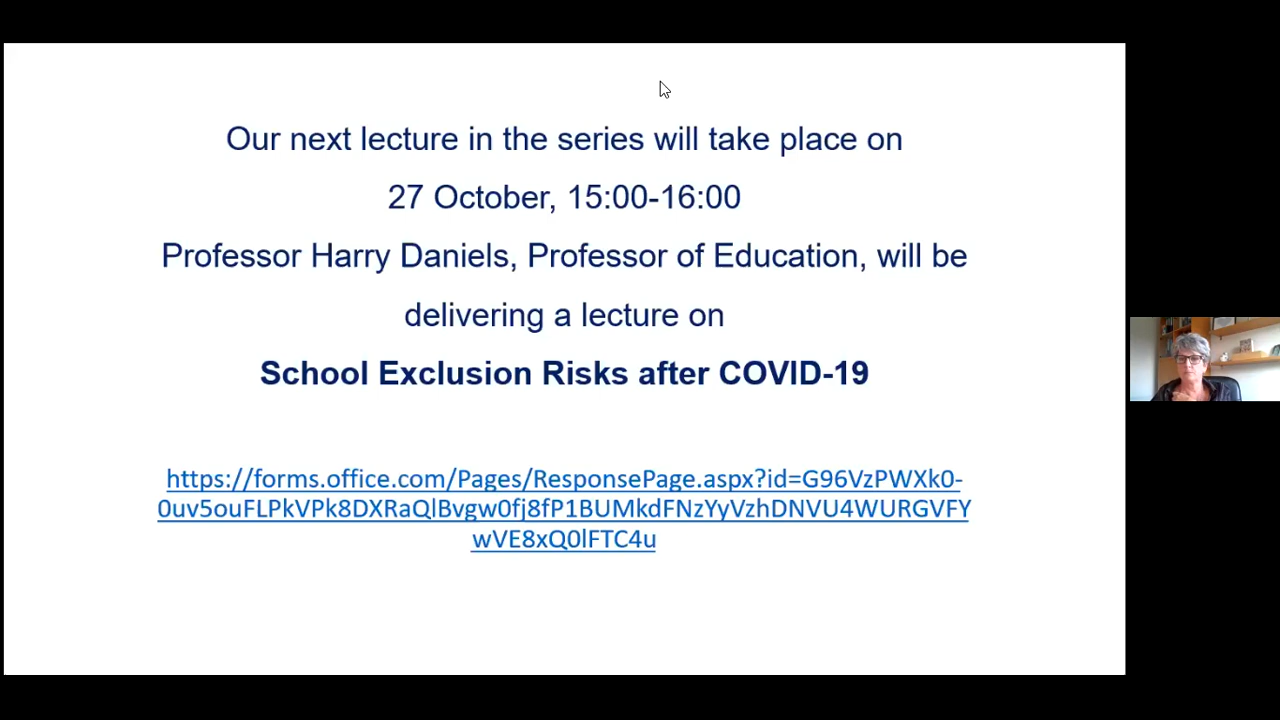 Our next lecture in the series will take place on
27 October, 15:00-16:00
Professor Harry Daniels, Professor of Education, will be
delivering a lecture on
School Exclusion Risks after COVID-19
https://forms.office.com/Pages/ResponsePage.aspx?id=G96VzPWXk0-
0uv5ouFLPkVPk8DXRaQlBvgw0fj8fP1BUMkdFNzYyVzhDNVU4WURGVFY
wVE8xQ0lFTC4u